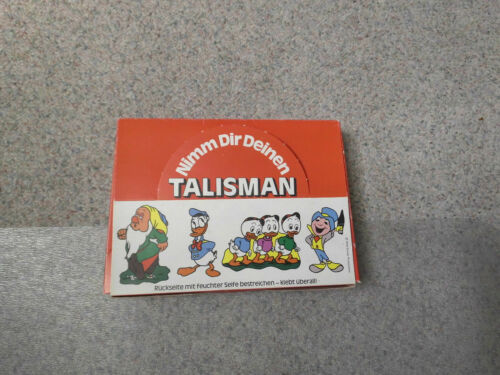 Nimm Dir Deinen
TALISMAN
Rückseite mit feuchter Seife bestreichen – klebt überall!